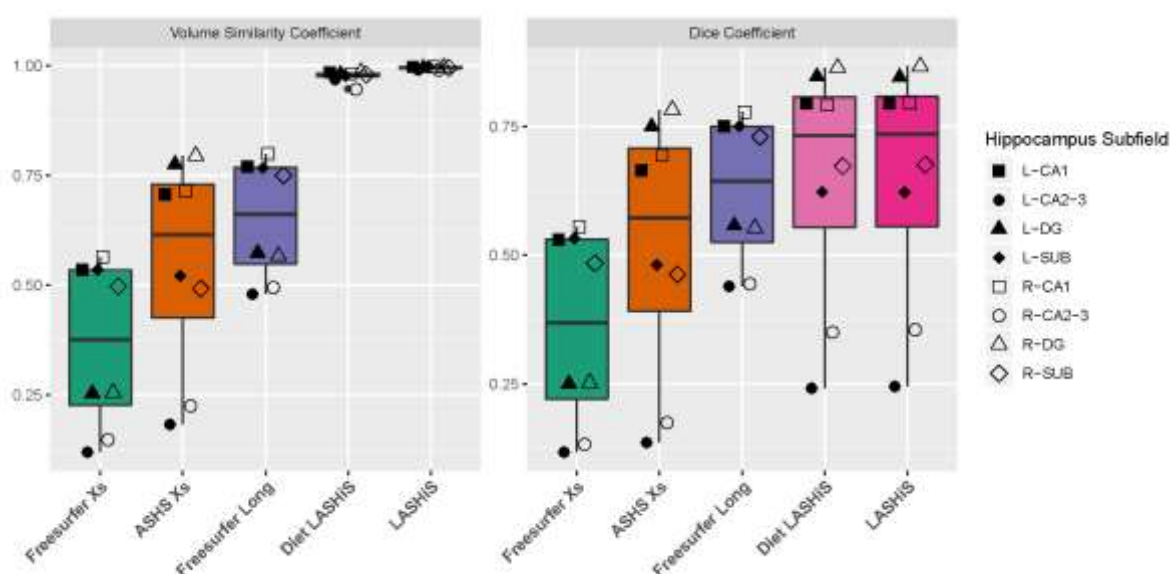 Volume Similarity Coefficient
Dice Coefficient
1.00
0.75
0.50
0.25
0.75
0.50
0.25
Freesurfer Xs
ASHS Xs
Freesurfer Long
Diet LASHiS
LASHiS
Freesurfer Xs
ASHS Xs
Freesurfer Long
Diet LASHiS
LASHiS
Hippocampus Subfield
L-CA1
L-CA2-3
L-DG
L-SUB
R-CA1
R-CA2-3
R-DG
R-SUB